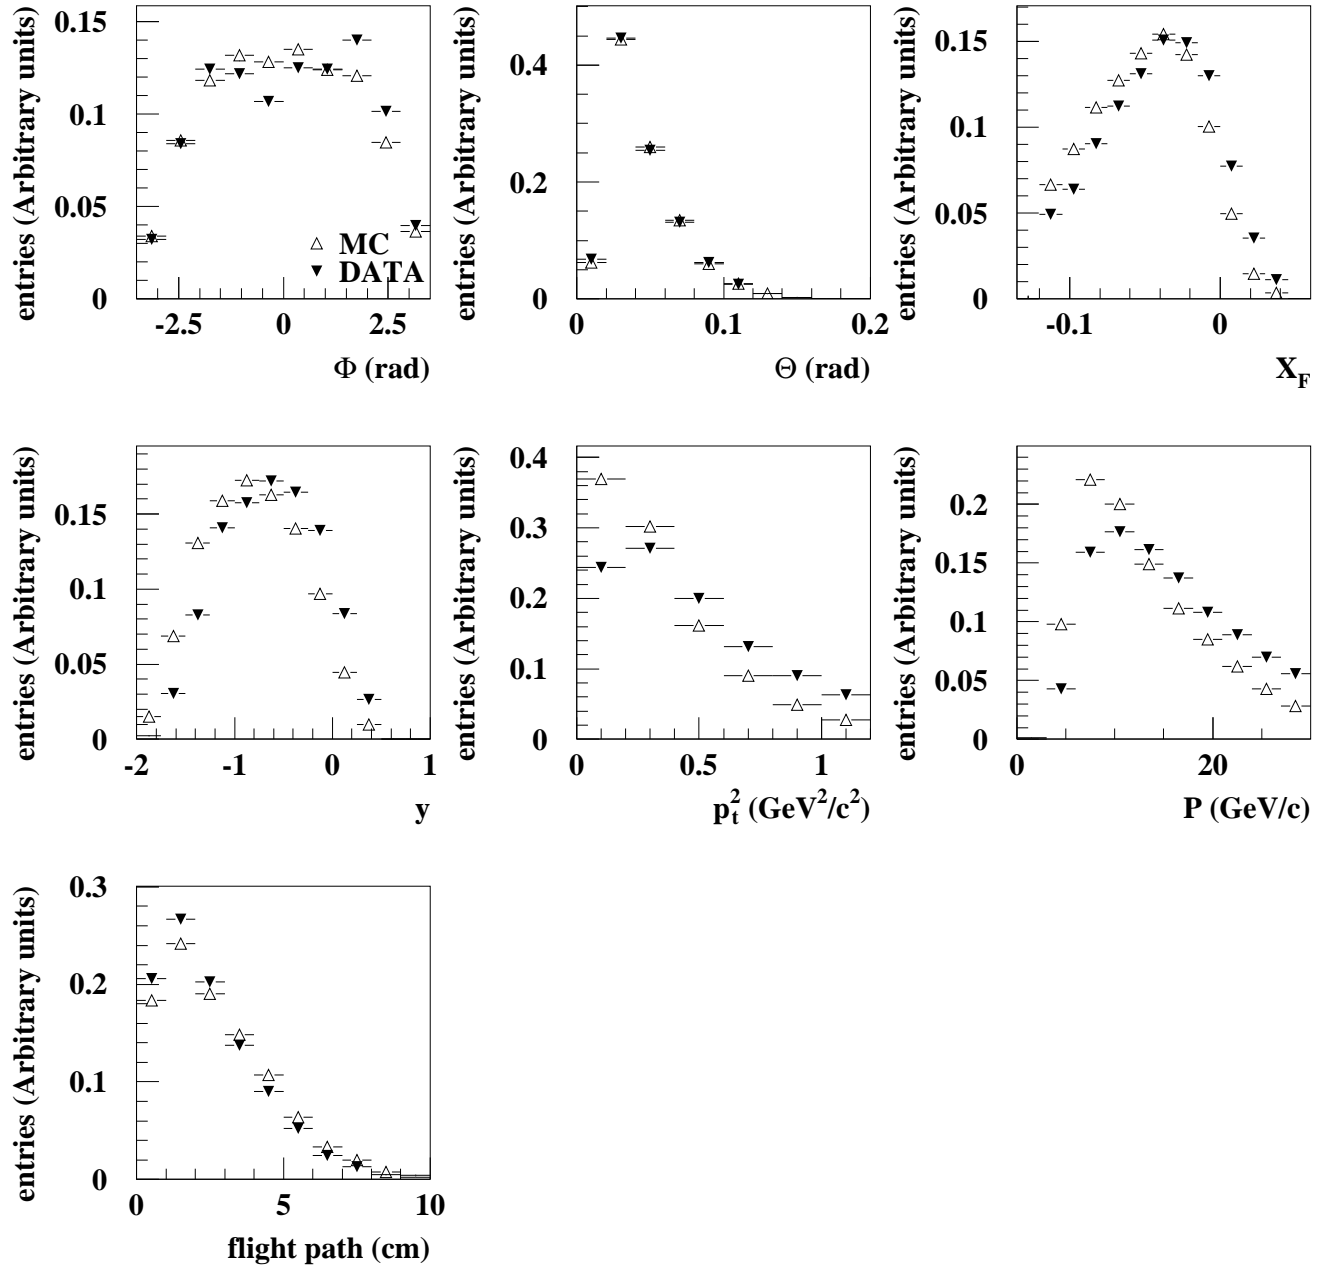 entries (Arbitrary units)
0.15
0.1
0.05
0
-2.5 0 2.5
Φ (rad)
△ MC
▼ DATA
entries (Arbitrary units)
0.4
0.2
0
0 0.1 0.2
Θ (rad)
entries (Arbitrary units)
0.15
0.1
0.05
0
-0.1 0
X_F
entries (Arbitrary units)
0.15
0.1
0.05
0
-2 -1 0 1
y
entries (Arbitrary units)
0.4
0.3
0.2
0.1
0
0 0.5 1
p_t^2 (GeV^2/c^2)
entries (Arbitrary units)
0.2
0.15
0.1
0.05
0
0 20
P (GeV/c)
entries (Arbitrary units)
0.3
0.2
0.1
0
0 5 10
flight path (cm)